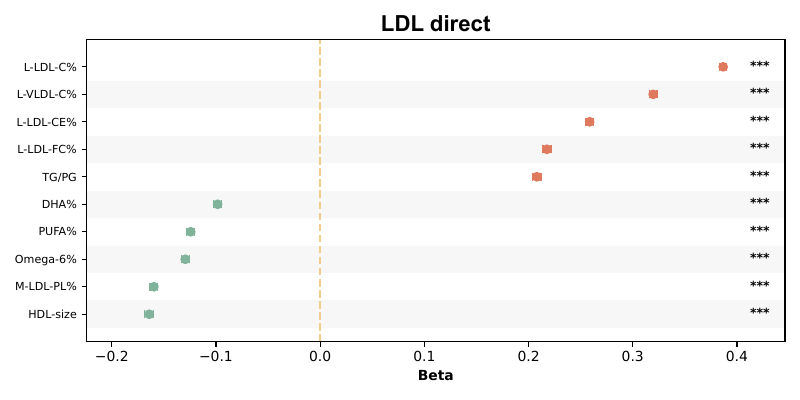 LDL direct
L-LDL-C% ***
L-VLDL-C% ***
L-LDL-CE% ***
L-LDL-FC% ***
TG/PG ***
DHA% ***
PUFA% ***
Omega-6% ***
M-LDL-PL% ***
HDL-size ***
−0.2 −0.1 0.0 0.1 0.2 0.3 0.4
Beta